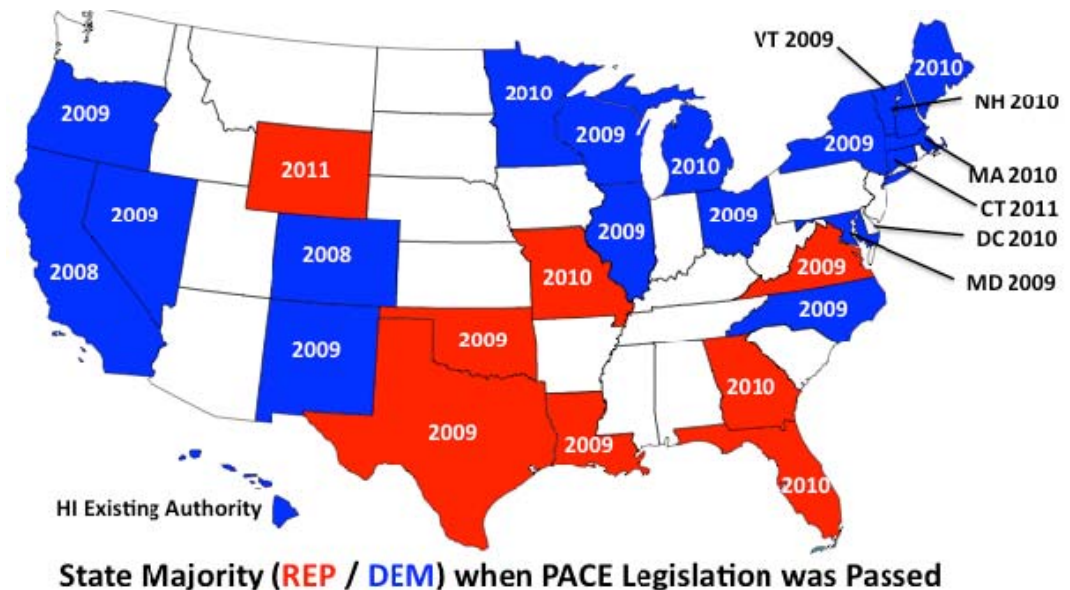 VT 2009
2010
2009
2010
NH 2010
2009
2009
2010
2011
MA 2010
2009
2009
2009
CT 2011
2008
DC 2010
2008
2010
2009
MD 2009
2009
2009
2009
2010
2009
2009
2010
HI Existing Authority
State Majority (REP / DEM) when PACE Legislation was Passed